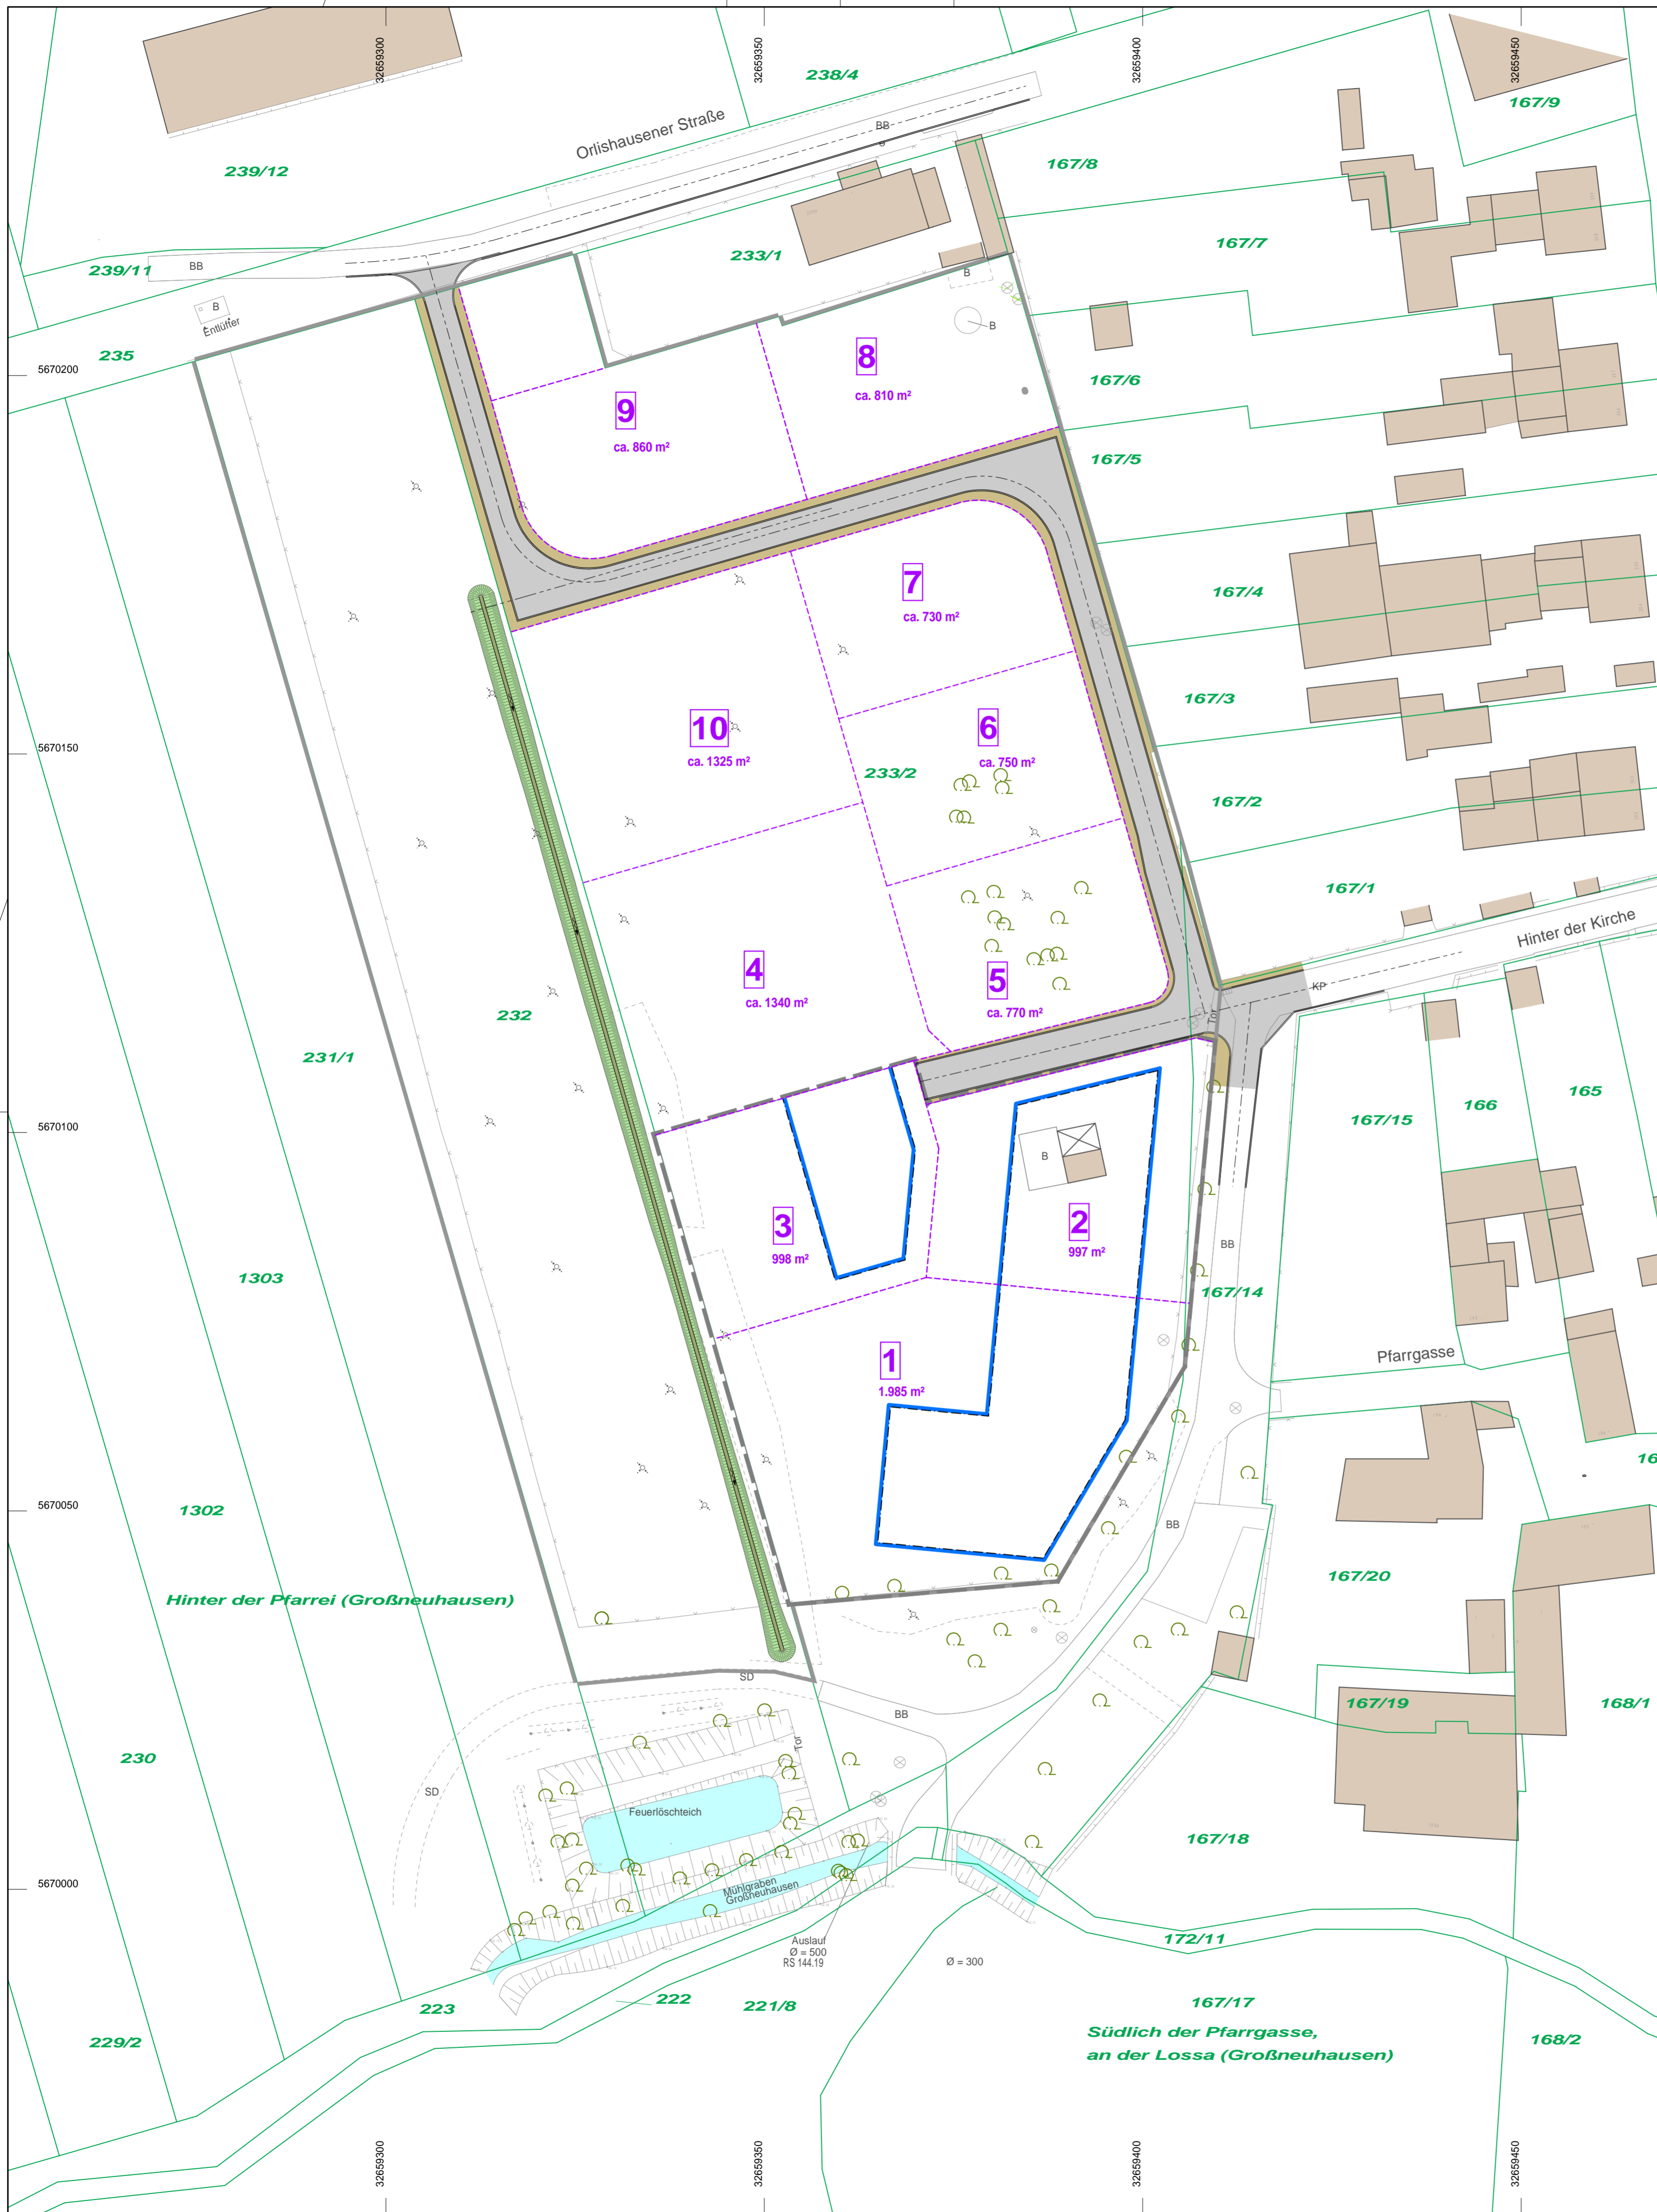 32659300
32659350
32659400
32659450
238/4
Orlishausener Straße
BB
167/9
239/12
167/8
233/1
167/7
239/11
BB
B
B
Entlüffer
B
235
5670200
8
ca. 810 m²
167/6
9
ca. 860 m²
167/5
7
ca. 730 m²
167/4
167/3
10
ca. 1325 m²
5670150
6
ca. 750 m²
233/2
167/2
167/1
Hinter der Kirche
4
ca. 1340 m²
5
ca. 770 m²
KP
Tor
232
231/1
5670100
167/15
166
165
B
3
998 m²
2
997 m²
BB
1303
167/14
1
1.985 m²
Pfarrgasse
1302
5670050
BB
167/20
Hinter der Pfarrei (Großneuhausen)
SD
BB
167/19
168/1
230
SD
Tor
Feuerlöschteich
167/18
5670000
Mühlgraben
Großneuhausen
Auslauf
Ø = 500
RS 144.19
Ø = 300
172/11
223
222
221/8
167/17
229/2
Südlich der Pfarrgasse,
an der Lossa (Großneuhausen)
168/2
32659300
32659350
32659400
32659450